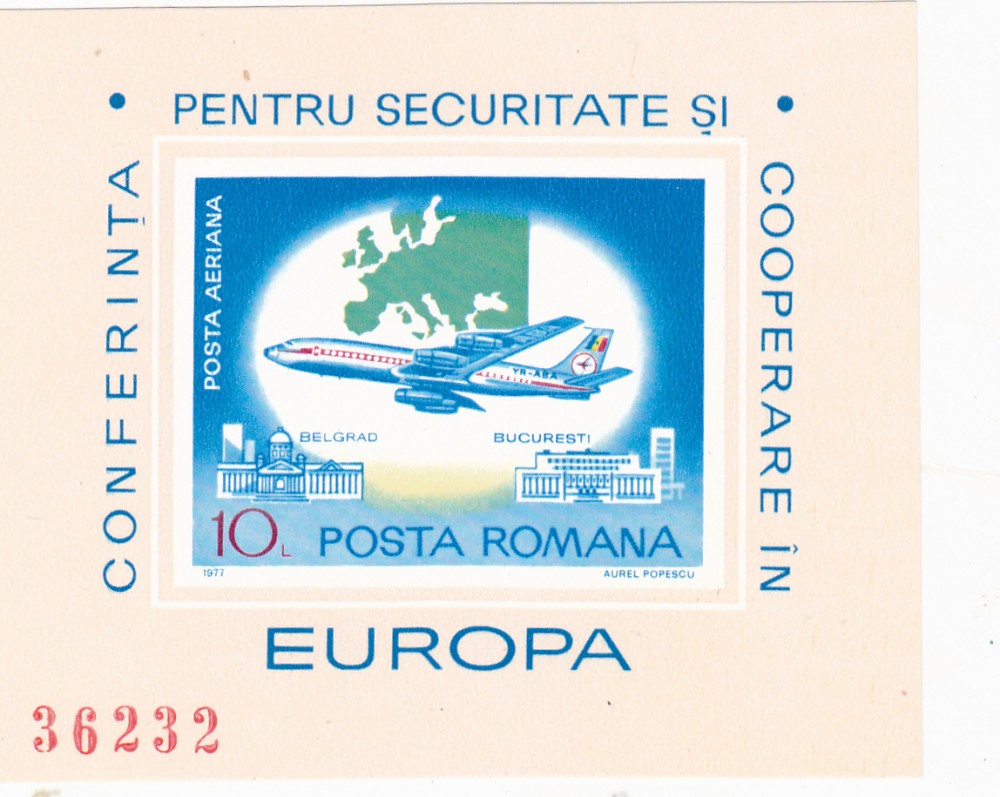 CONFERINȚA
• PENTRU SECURITATE ȘI •
COOPERARE ÎN
EUROPA
POSTA AERIANA
YR-ABA
BELGRAD
BUCURESTI
10L
POSTA ROMANA
1977
AUREL POPESCU
36232